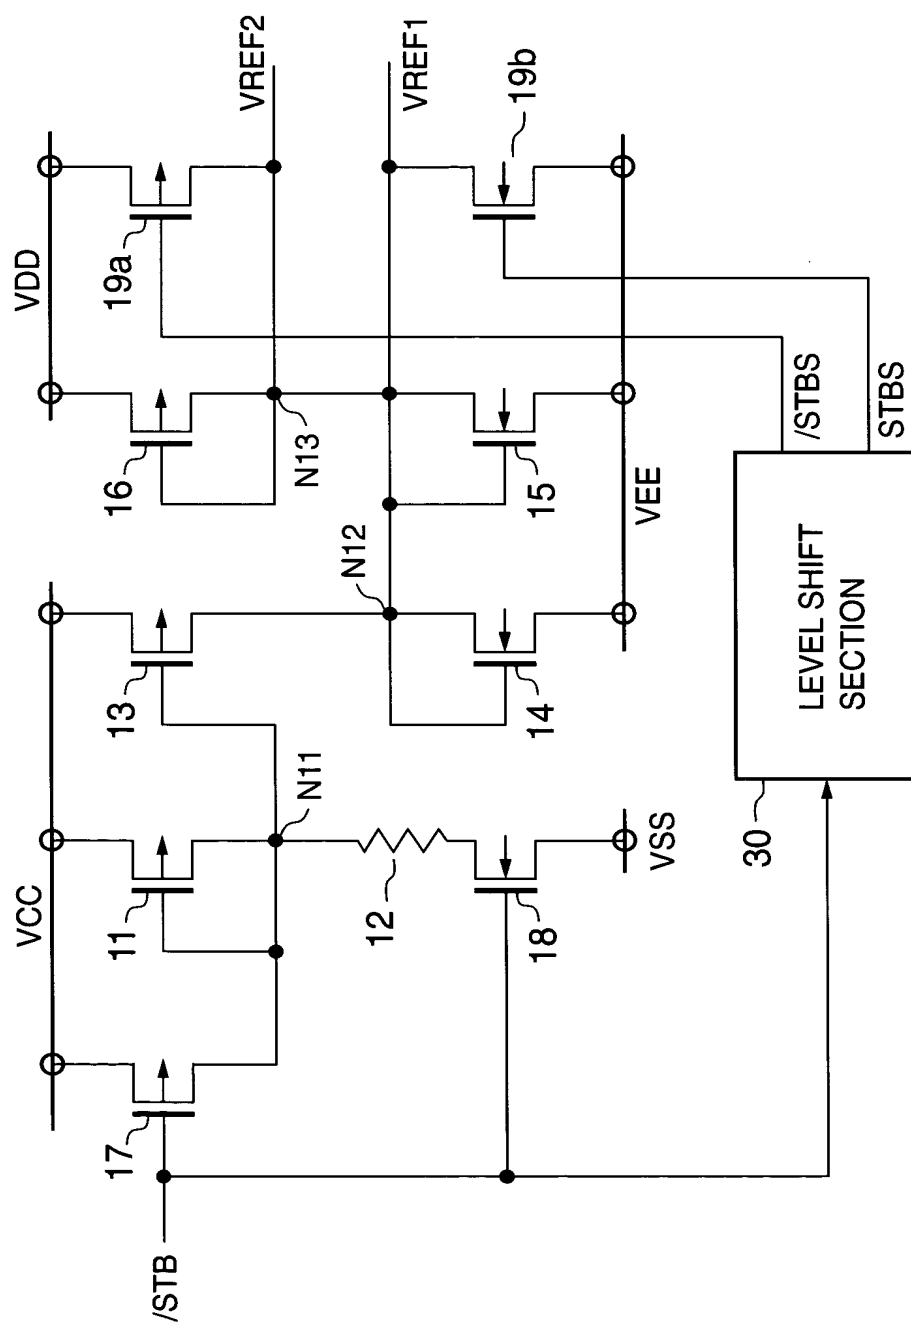 /STB
17
VCC
11
N11
12
18
VSS
13
N12
14
VDD
16
N13
15
VEE
19a
VREF2
VREF1
19b
30
LEVEL SHIFT
SECTION
/STBS
STBS